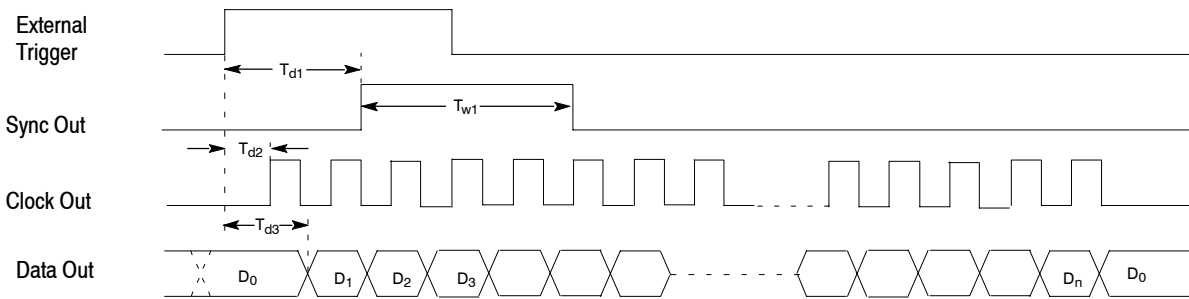 External
Trigger
Td1
Sync Out
Tw1
Td2
Clock Out
Td3
Data Out
D0 D1 D2 D3 Dn D0